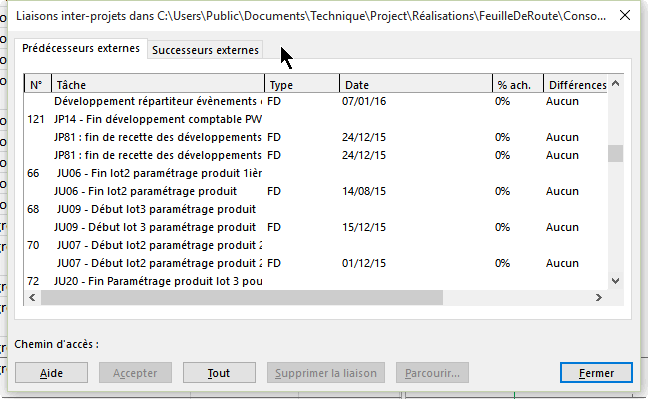 Liaisons inter-projets dans C:\Users\Public\Documents\Technique\Project\Réalisations\FeuilleDeRoute\Conso...
Prédécesseurs externes Successeurs externes
N° Tâche Type Date % ach. Différences
Développement répartiteur évènements FD 07/01/16 0% Aucun
121 JP14 - Fin développement comptable PW
JP81 : fin de recette des développements FD 24/12/15 0% Aucun
JP81 : fin de recette des développements FD 24/12/15 0% Aucun
66 JU06 - Fin lot2 paramétrage produit 1ièr
JU06 - Fin lot2 paramétrage produit FD 14/08/15 0% Aucun
68 JU09 - Début lot3 paramétrage produit
JU09 - Début lot 3 paramétrage produit FD 15/12/15 0% Aucun
70 JU07 - Début lot2 paramétrage produit 2
JU07 - Début lot2 paramétrage produit 2 FD 01/12/15 0% Aucun
72 JU20 - Fin Paramétrage produit lot 3 pou
Chemin d'accès :
Aide Accepter Tout Supprimer la liaison Parcourir... Fermer